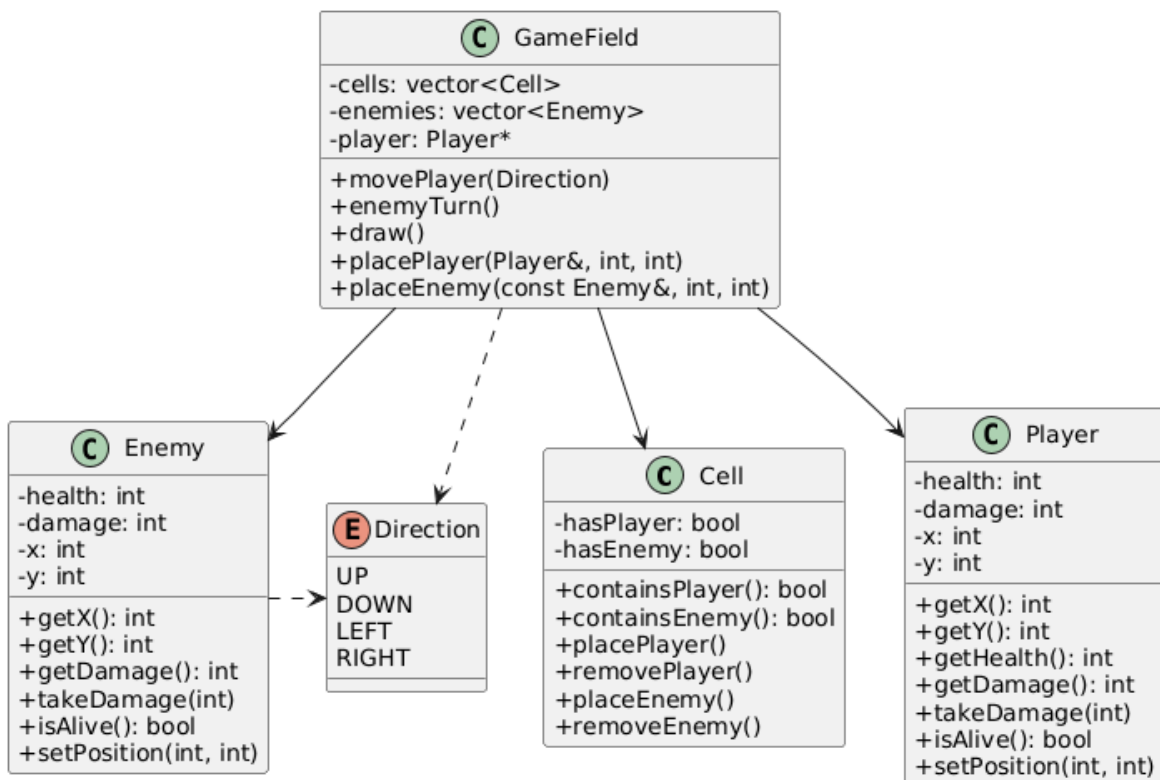 C GameField
-cells: vector<Cell>
-enemies: vector<Enemy>
-player: Player*
+movePlayer(Direction)
+enemyTurn()
+draw()
+placePlayer(Player&, int, int)
+placeEnemy(const Enemy&, int, int)
C Enemy
-health: int
-damage: int
-x: int
-y: int
+getX(): int
+getY(): int
+getDamage(): int
+takeDamage(int)
+isAlive(): bool
+setPosition(int, int)
E Direction
UP
DOWN
LEFT
RIGHT
C Cell
-hasPlayer: bool
-hasEnemy: bool
+containsPlayer(): bool
+containsEnemy(): bool
+placePlayer()
+removePlayer()
+placeEnemy()
+removeEnemy()
C Player
-health: int
-damage: int
-x: int
-y: int
+getX(): int
+getY(): int
+getHealth(): int
+getDamage(): int
+takeDamage(int)
+isAlive(): bool
+setPosition(int, int)